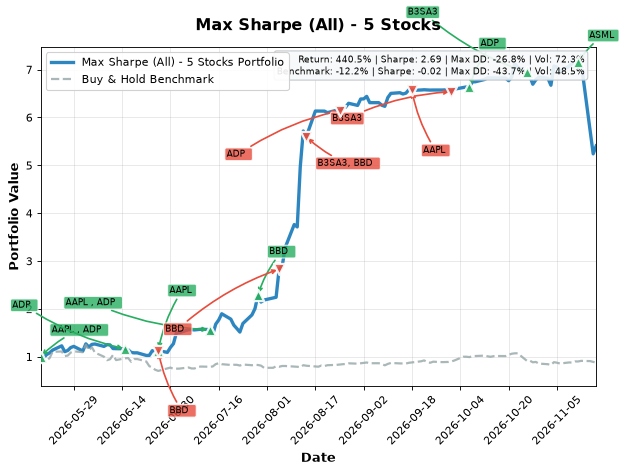 Max Sharpe (All) - 5 Stocks
B3SA3
ADP
ASML
Max Sharpe (All) - 5 Stocks Portfolio
Buy & Hold Benchmark
Return: 440.5% | Sharpe: 2.69 | Max DD: -26.8% | Vol: 72.3%
Benchmark: -12.2% | Sharpe: -0.02 | Max DD: -43.7% | Vol: 48.5%
B3SA3
ADP
B3SA3, BBD
AAPL
BBD
AAPL
ADP
AAPL , ADP
AAPL , ADP
BBD
BBD
Portfolio Value
7
6
5
4
3
2
1
2026-05-29
2026-06-14
2026-06-30
2026-07-16
2026-08-01
2026-08-17
2026-09-02
2026-09-18
2026-10-04
2026-10-20
2026-11-05
Date